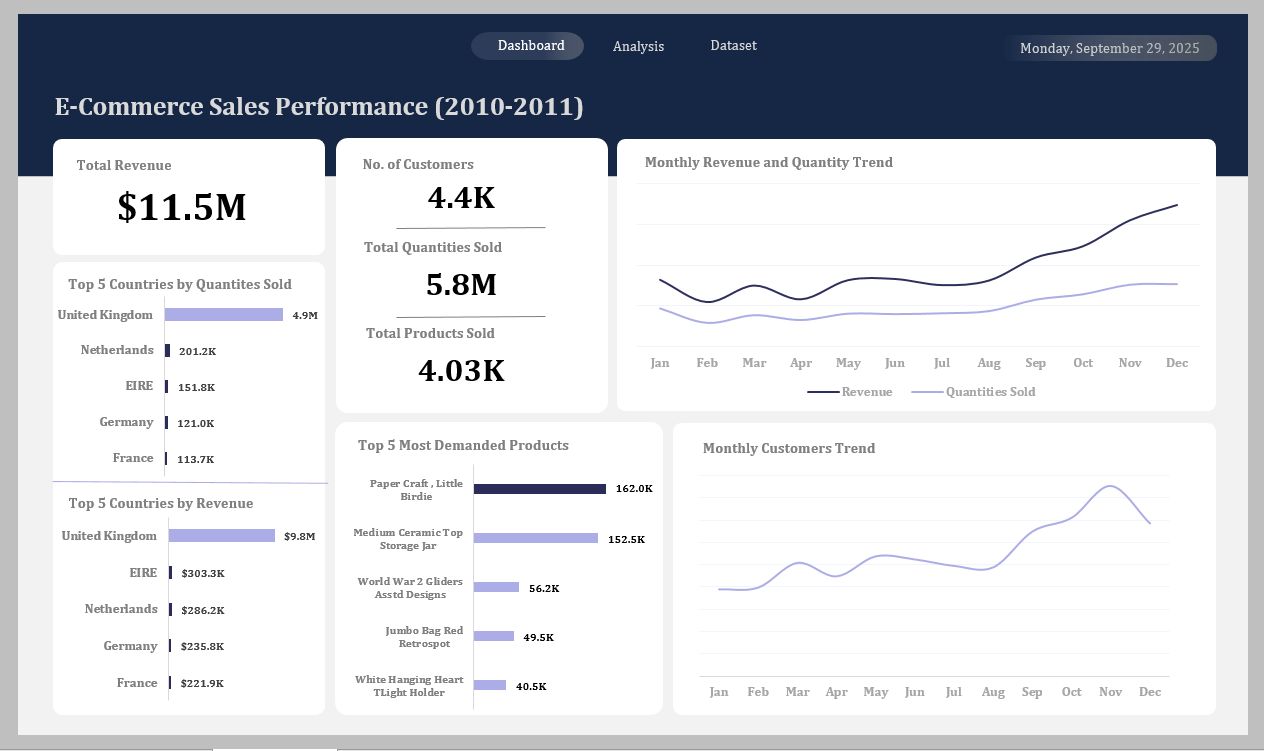 Dashboard
Analysis
Dataset
Monday, September 29, 2025
E-Commerce Sales Performance (2010-2011)
Total Revenue
$11.5M
No. of Customers
4.4K
Total Quantities Sold
5.8M
Total Products Sold
4.03K
Monthly Revenue and Quantity Trend
Jan Feb Mar Apr May Jun Jul Aug Sep Oct Nov Dec
Revenue Quantities Sold
Top 5 Countries by Quantites Sold
United Kingdom 4.9M
Netherlands 201.2K
EIRE 151.8K
Germany 121.0K
France 113.7K
Top 5 Countries by Revenue
United Kingdom $9.8M
EIRE $303.3K
Netherlands $286.2K
Germany $235.8K
France $221.9K
Top 5 Most Demanded Products
Paper Craft , Little
Birdie
162.0K
Medium Ceramic Top
Storage Jar
152.5K
World War 2 Gliders
Asstd Designs
56.2K
Jumbo Bag Red
Retrospot
49.5K
White Hanging Heart
TLight Holder
40.5K
Monthly Customers Trend
Jan Feb Mar Apr May Jun Jul Aug Sep Oct Nov Dec